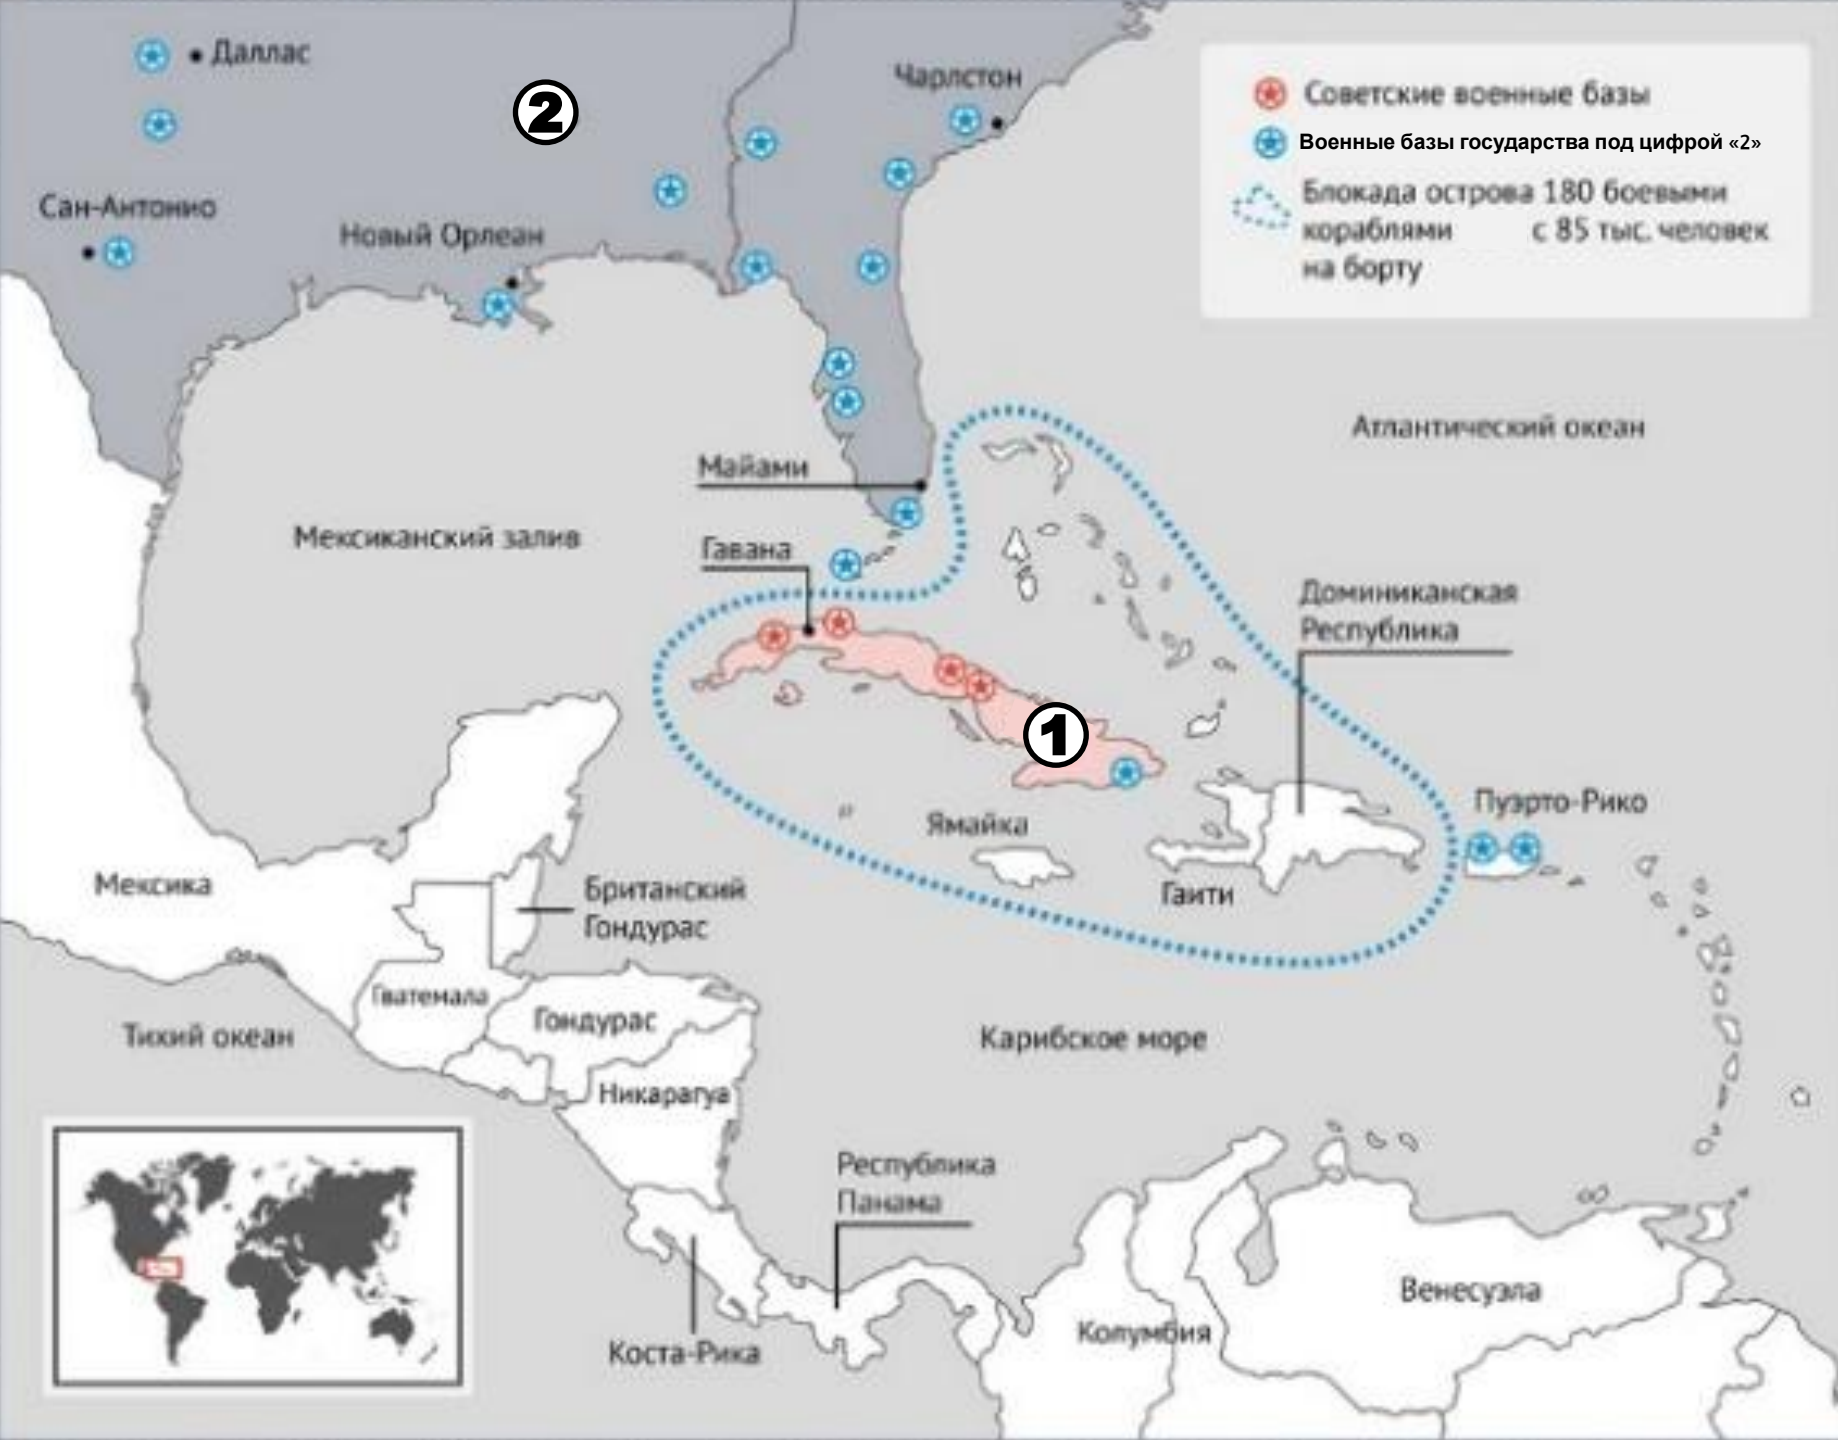 Даллас
2
Чарлстон
Советские военные базы
Военные базы государства под цифрой «2»
Блокада острова 180 боевыми
кораблями с 85 тыс. человек
на борту
Сан-Антонио
Новый Орлеан
Атлантический океан
Майами
Мексиканский залив
Гавана
Доминиканская
Республика
1
Пуэрто-Рико
Ямайка
Гаити
Мексика
Британский
Гондурас
Гватемала
Гондурас
Тихий океан
Карибское море
Никарагуа
Республика
Панама
Венесуэла
Колумбия
Коста-Рика